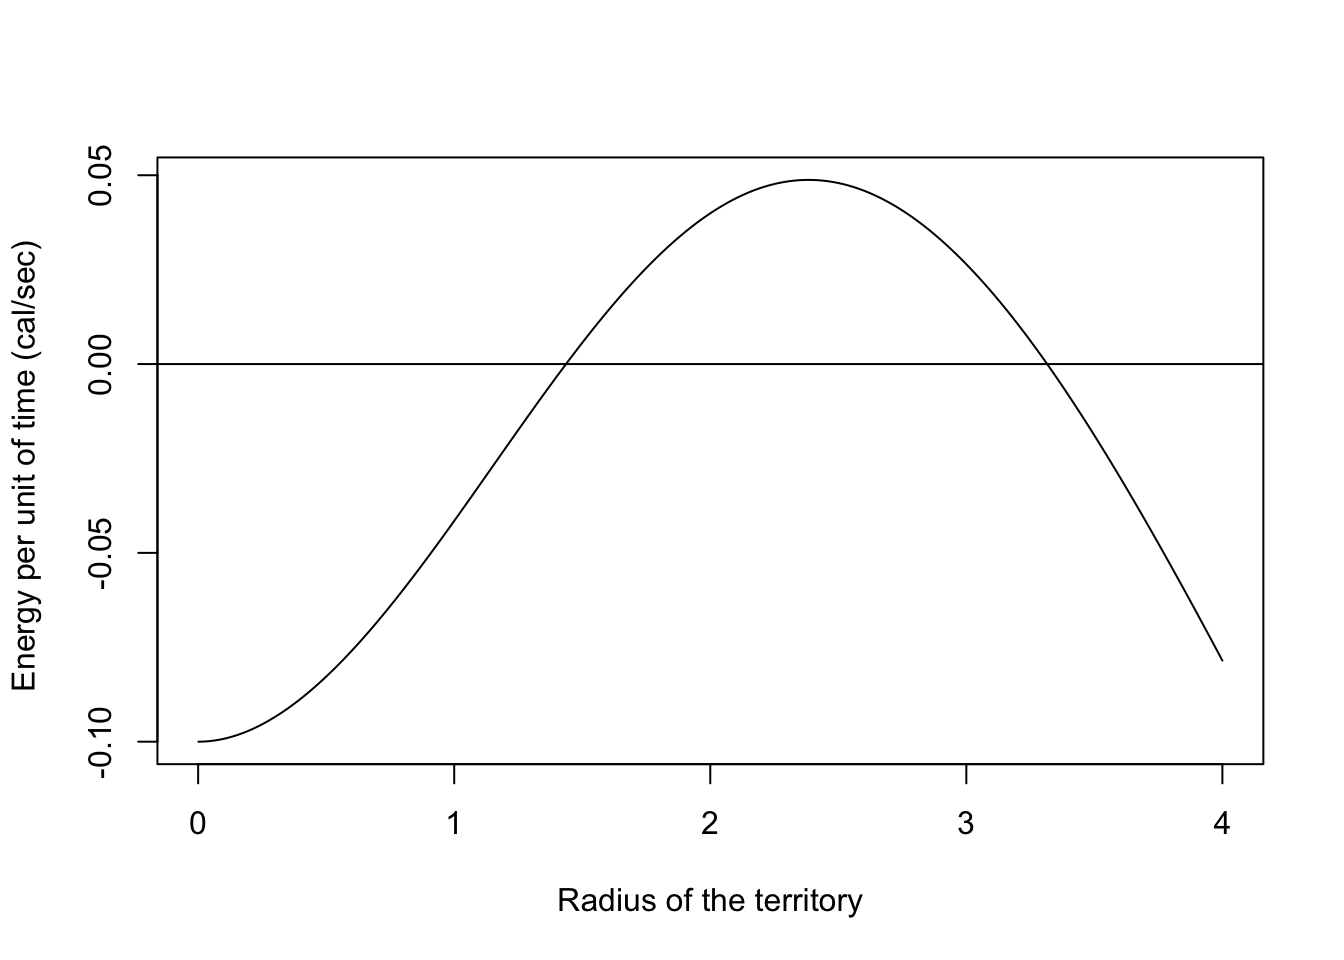 Energy per unit of time (cal/sec)
0.05
0.00
-0.05
-0.10
0 1 2 3 4
Radius of the territory